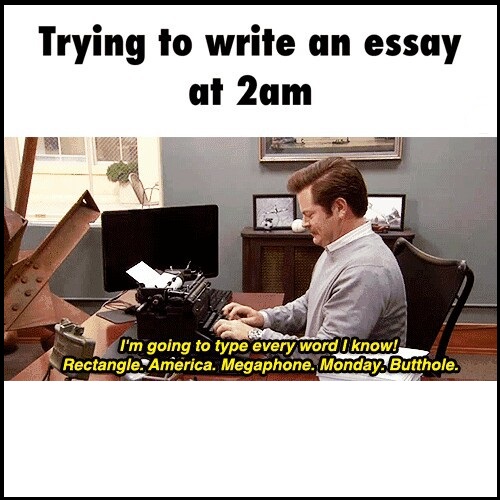 Trying to write an essay
at 2am
I'm going to type every word I know!
Rectangle. America. Megaphone. Monday. Butthole.